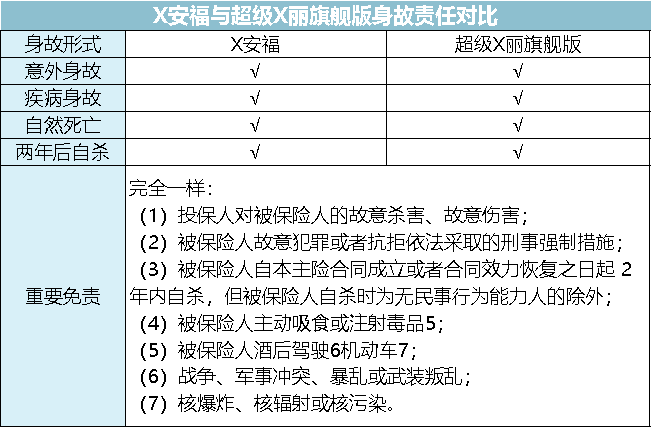 X安福与超级X丽旗舰版身故责任对比
身故形式 X安福 超级X丽旗舰版
意外身故 √ √
疾病身故 √ √
自然死亡 √ √
两年后自杀 √ √
重要免责
完全一样：
（1）投保人对被保险人的故意杀害、故意伤害；
（2）被保险人故意犯罪或者抗拒依法采取的刑事强制措施；
（3）被保险人自本主险合同成立或者合同效力恢复之日起 2
年内自杀，但被保险人自杀时为无民事行为能力人的除外；
（4）被保险人主动吸食或注射毒品5；
（5）被保险人酒后驾驶6机动车7；
（6）战争、军事冲突、暴乱或武装叛乱；
（7）核爆炸、核辐射或核污染。